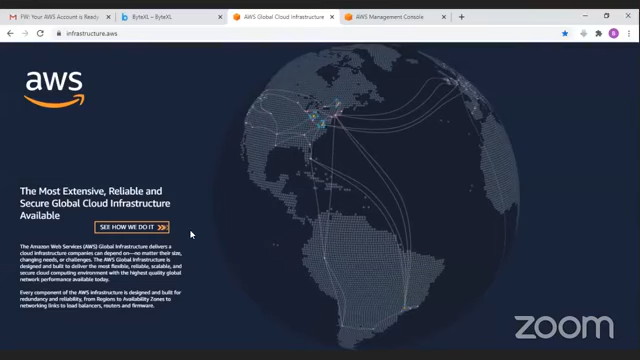 FW: Your AWS Account is Ready
ByteXL – ByteXL
AWS Global Cloud Infrastructure
AWS Management Console
infrastructure.aws
B
aws
The Most Extensive, Reliable and
Secure Global Cloud Infrastructure
Available
SEE HOW WE DO IT
The Amazon Web Services (AWS) Global Infrastructure delivers a
cloud infrastructure companies can depend on—no matter their size,
changing needs, or challenges. The AWS Global Infrastructure is
designed and built to deliver the most flexible, reliable, scalable, and
secure cloud computing environment with the highest quality global
network performance available today.
Every component of the AWS infrastructure is designed and built for
redundancy and reliability, from Regions to Availability Zones to
networking links to load balancers, routers and firmware.
zoom